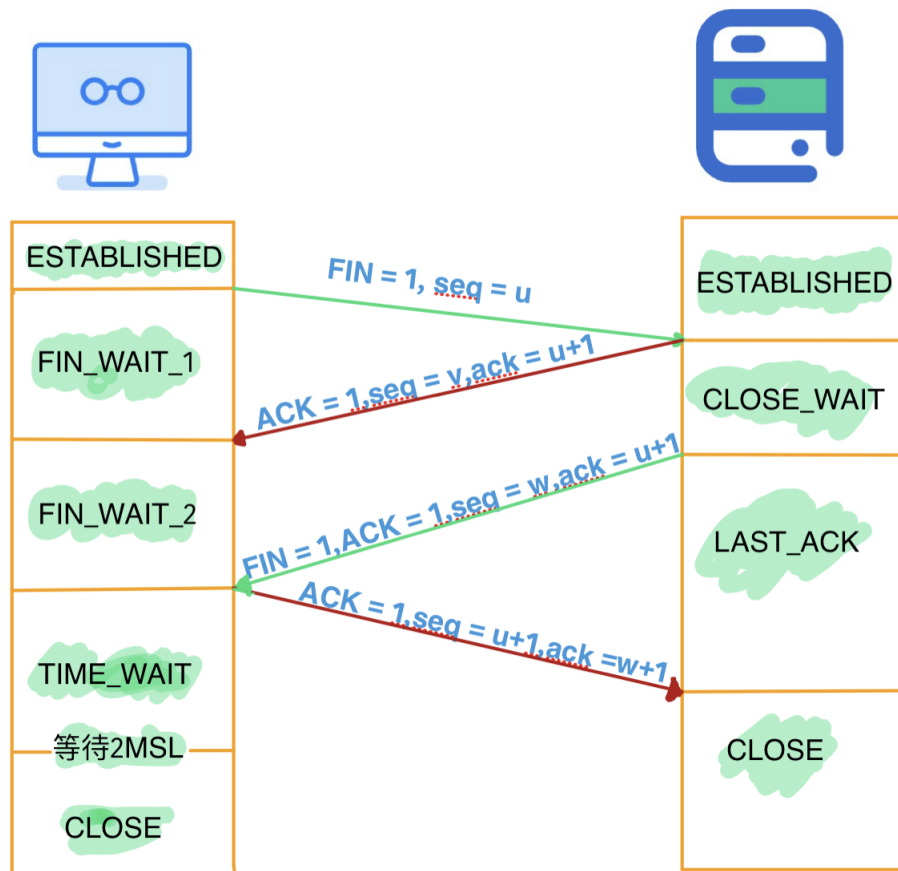 ESTABLISHED
FIN = 1, seq = u
ESTABLISHED
FIN_WAIT_1
ACK = 1,seq = v,ack = u+1
CLOSE_WAIT
FIN_WAIT_2
FIN = 1,ACK = 1,seq = w,ack = u+1
LAST_ACK
ACK = 1,seq = u+1,ack =w+1
TIME_WAIT
等待2MSL
CLOSE
CLOSE